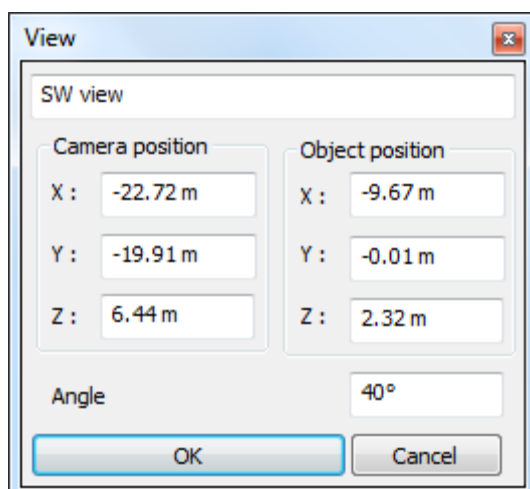 View
SW view
Camera position
X : -22.72 m
Y : -19.91 m
Z : 6.44 m
Object position
X : -9.67 m
Y : -0.01 m
Z : 2.32 m
Angle 40°
OK Cancel